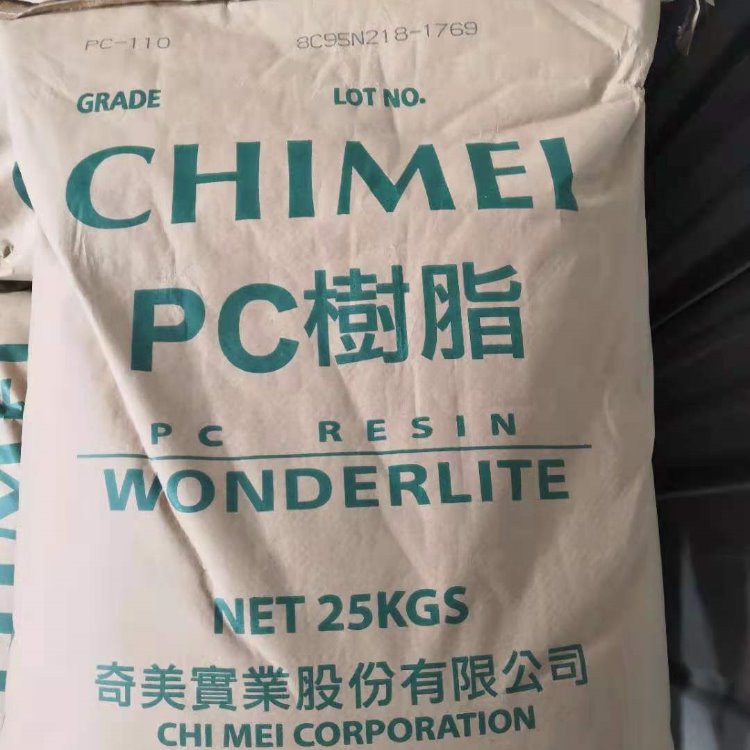 PC-110 8C95N218-1769
GRADE LOT NO.
CHIMEI
PC樹脂
PC RESIN
WONDERLITE
NET 25KGS
奇美實業股份有限公司
CHI MEI CORPORATION